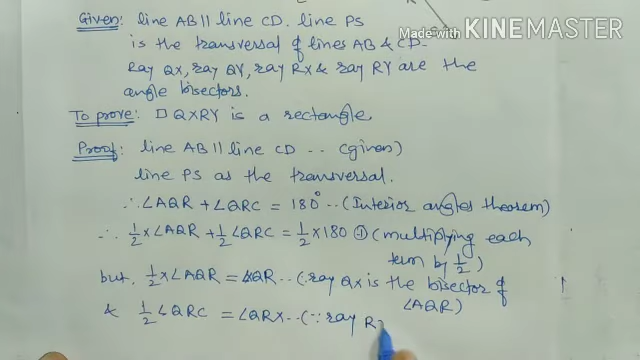 Given: line AB || line CD. line PS
is the transversal of lines AB & CD.
Ray QX, ray QY, ray RX & ray RY are the
angle bisectors.
To prove: □ QXRY is a rectangle.
Proof: line AB || line CD .. (given)
line PS as the transversal.
∴ ∠AQR + ∠QRC = 180° .. (Interior angles theorem)
∴ 1/2 × ∠AQR + 1/2 ∠QRC = 1/2 × 180 ① (multiplying each
term by 1/2)
but 1/2 × ∠AQR = ∠XQR .. (ray QX is the bisector of
∠AQR)
& 1/2 ∠QRC = ∠QRX .. (∵ ray R
Made with KINEMASTER